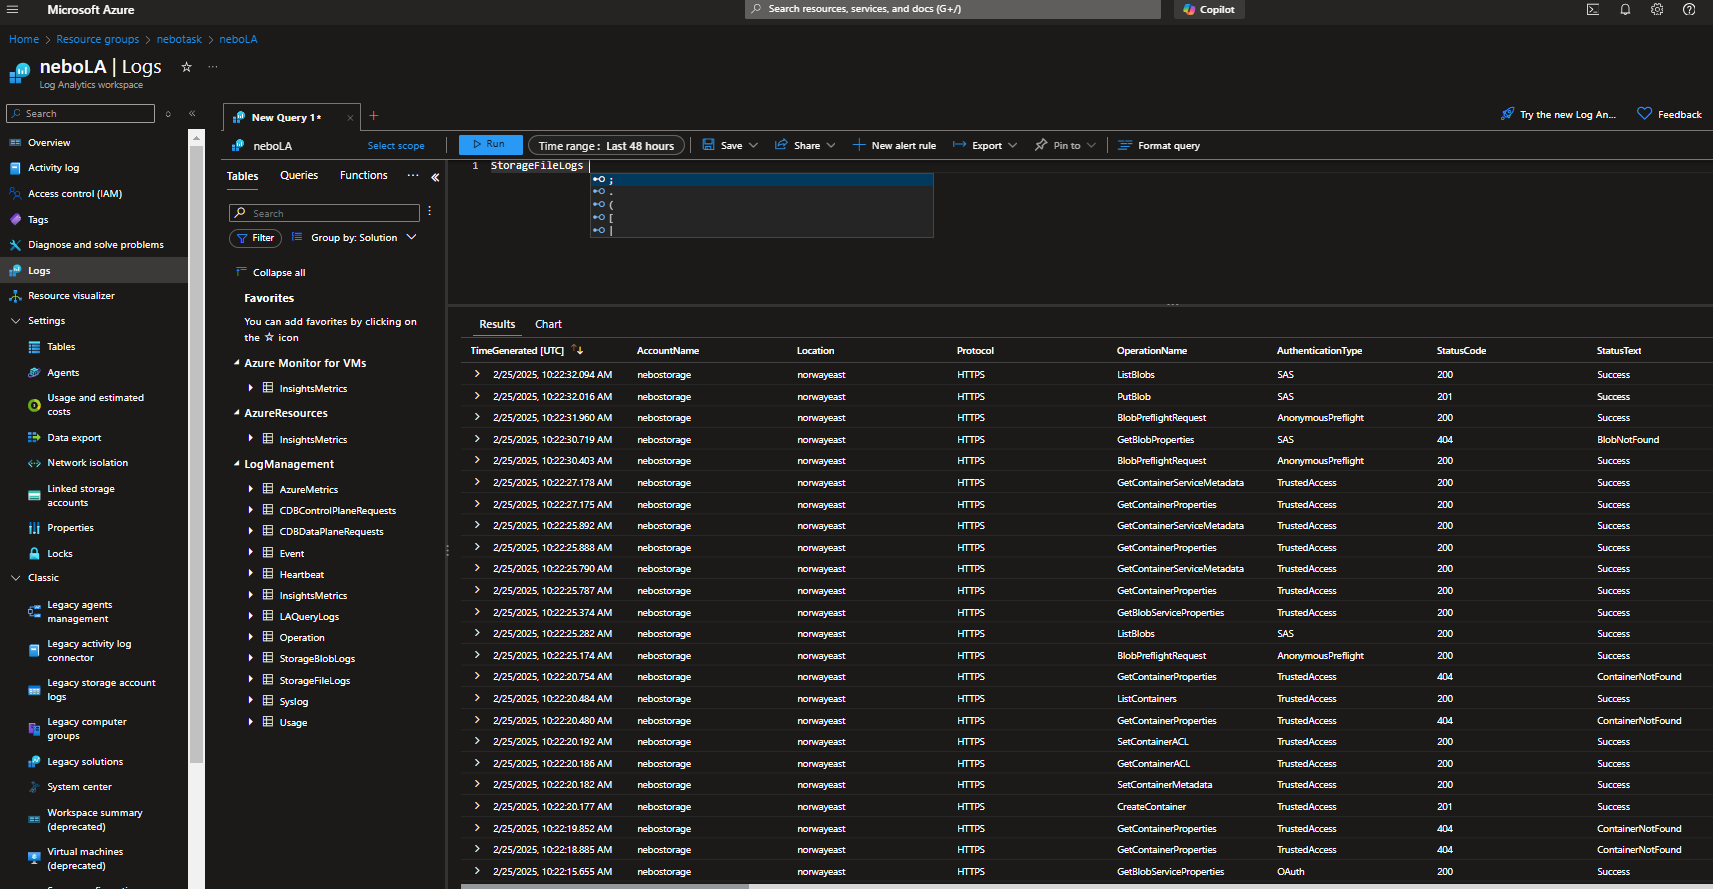 Microsoft Azure
Search resources, services, and docs (G+/)
Copilot
Home > Resource groups > nebotask > neboLA
neboLA | Logs
Log Analytics workspace
Search
Overview
Activity log
Access control (IAM)
Tags
Diagnose and solve problems
Logs
Resource visualizer
Settings
Tables
Agents
Usage and estimated
costs
Data export
Network isolation
Linked storage
accounts
Properties
Locks
Classic
Legacy agents
management
Legacy activity log
connector
Legacy storage account
logs
Legacy computer
groups
Legacy solutions
System center
Workspace summary
(deprecated)
Virtual machines
(deprecated)
New Query 1*
Try the new Log An...
Feedback
neboLA
Select scope
Run
Time range : Last 48 hours
Save
Share
New alert rule
Export
Pin to
Format query
Tables
Queries
Functions
Search
Filter
Group by: Solution
Collapse all
Favorites
You can add favorites by clicking on
the ☆ icon
Azure Monitor for VMs
InsightsMetrics
AzureResources
InsightsMetrics
LogManagement
AzureMetrics
CDBControlPlaneRequests
CDBDataPlaneRequests
Event
Heartbeat
InsightsMetrics
LAQueryLogs
Operation
StorageBlobLogs
StorageFileLogs
Syslog
Usage
1 StorageFileLogs
;
.
(
[
|
Results
Chart
TimeGenerated [UTC] AccountName Location Protocol OperationName AuthenticationType StatusCode StatusText
2/25/2025, 10:22:32.094 AM nebostorage norwayeast HTTPS ListBlobs SAS 200 Success
2/25/2025, 10:22:32.016 AM nebostorage norwayeast HTTPS PutBlob SAS 201 Success
2/25/2025, 10:22:31.960 AM nebostorage norwayeast HTTPS BlobPreflightRequest AnonymousPreflight 200 Success
2/25/2025, 10:22:30.719 AM nebostorage norwayeast HTTPS GetBlobProperties SAS 404 BlobNotFound
2/25/2025, 10:22:30.403 AM nebostorage norwayeast HTTPS BlobPreflightRequest AnonymousPreflight 200 Success
2/25/2025, 10:22:27.178 AM nebostorage norwayeast HTTPS GetContainerServiceMetadata TrustedAccess 200 Success
2/25/2025, 10:22:27.175 AM nebostorage norwayeast HTTPS GetContainerProperties TrustedAccess 200 Success
2/25/2025, 10:22:25.892 AM nebostorage norwayeast HTTPS GetContainerServiceMetadata TrustedAccess 200 Success
2/25/2025, 10:22:25.888 AM nebostorage norwayeast HTTPS GetContainerProperties TrustedAccess 200 Success
2/25/2025, 10:22:25.790 AM nebostorage norwayeast HTTPS GetContainerServiceMetadata TrustedAccess 200 Success
2/25/2025, 10:22:25.787 AM nebostorage norwayeast HTTPS GetContainerProperties TrustedAccess 200 Success
2/25/2025, 10:22:25.374 AM nebostorage norwayeast HTTPS GetBlobServiceProperties TrustedAccess 200 Success
2/25/2025, 10:22:25.282 AM nebostorage norwayeast HTTPS ListBlobs SAS 200 Success
2/25/2025, 10:22:25.174 AM nebostorage norwayeast HTTPS BlobPreflightRequest AnonymousPreflight 200 Success
2/25/2025, 10:22:20.754 AM nebostorage norwayeast HTTPS GetContainerProperties TrustedAccess 404 ContainerNotFound
2/25/2025, 10:22:20.484 AM nebostorage norwayeast HTTPS ListContainers TrustedAccess 200 Success
2/25/2025, 10:22:20.480 AM nebostorage norwayeast HTTPS GetContainerProperties TrustedAccess 404 ContainerNotFound
2/25/2025, 10:22:20.192 AM nebostorage norwayeast HTTPS SetContainerACL TrustedAccess 200 Success
2/25/2025, 10:22:20.186 AM nebostorage norwayeast HTTPS GetContainerACL TrustedAccess 200 Success
2/25/2025, 10:22:20.182 AM nebostorage norwayeast HTTPS SetContainerMetadata TrustedAccess 200 Success
2/25/2025, 10:22:20.177 AM nebostorage norwayeast HTTPS CreateContainer TrustedAccess 201 Success
2/25/2025, 10:22:19.852 AM nebostorage norwayeast HTTPS GetContainerProperties TrustedAccess 404 ContainerNotFound
2/25/2025, 10:22:18.885 AM nebostorage norwayeast HTTPS GetContainerProperties TrustedAccess 404 ContainerNotFound
2/25/2025, 10:22:15.655 AM nebostorage norwayeast HTTPS GetBlobServiceProperties OAuth 200 Success